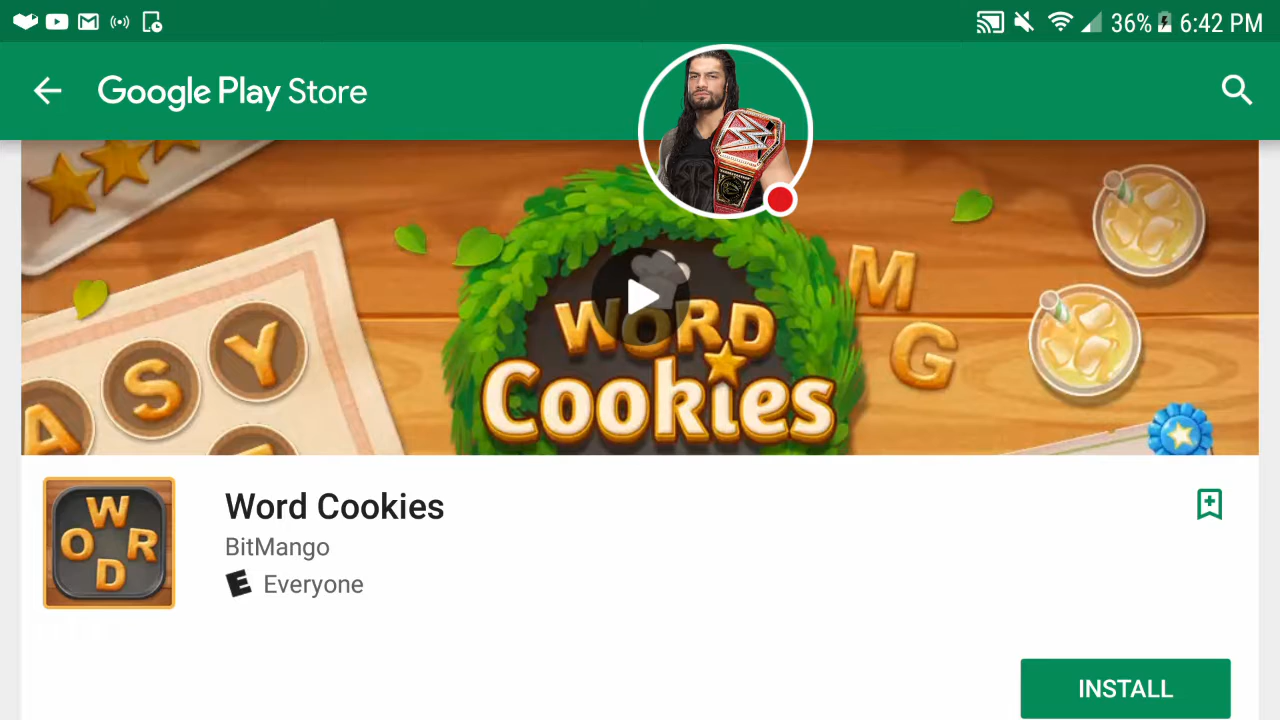 36% 6:42 PM
Google Play Store
M
G
A S Y
WORD
Cookies
W
O R
D
Word Cookies
BitMango
E Everyone
INSTALL